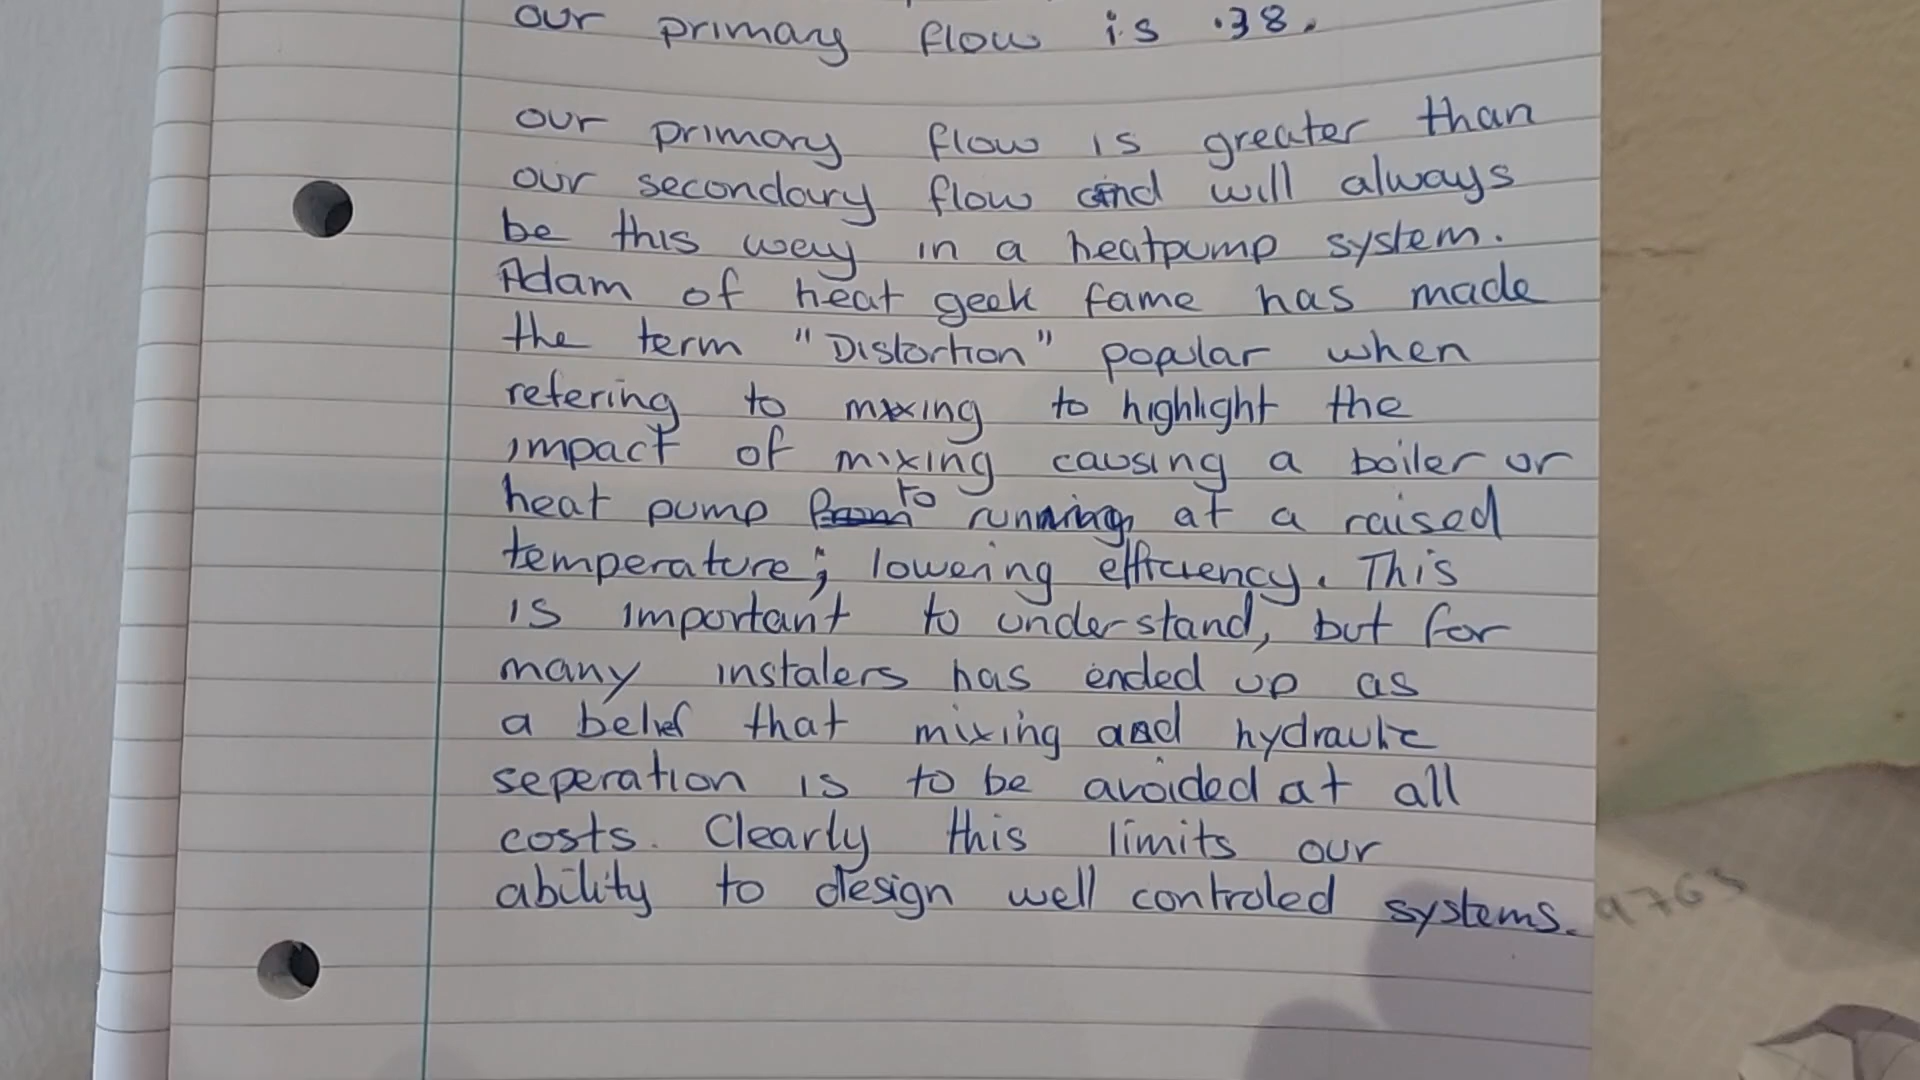 our primary flow is .38.
our primary flow is greater than
our secondary flow and will always
be this way in a heatpump system.
Adam of heat geek fame has made
the term "Distortion" popular when
refering to mixing to highlight the
impact of mixing causing a boiler or
heat pump to running at a raised
temperature; lowering efficiency. This
is important to understand, but for
many instalers has ended up as
a belief that mixing and hydraulic
seperation is to be avoided at all
costs. Clearly this limits our
ability to design well controled systems.